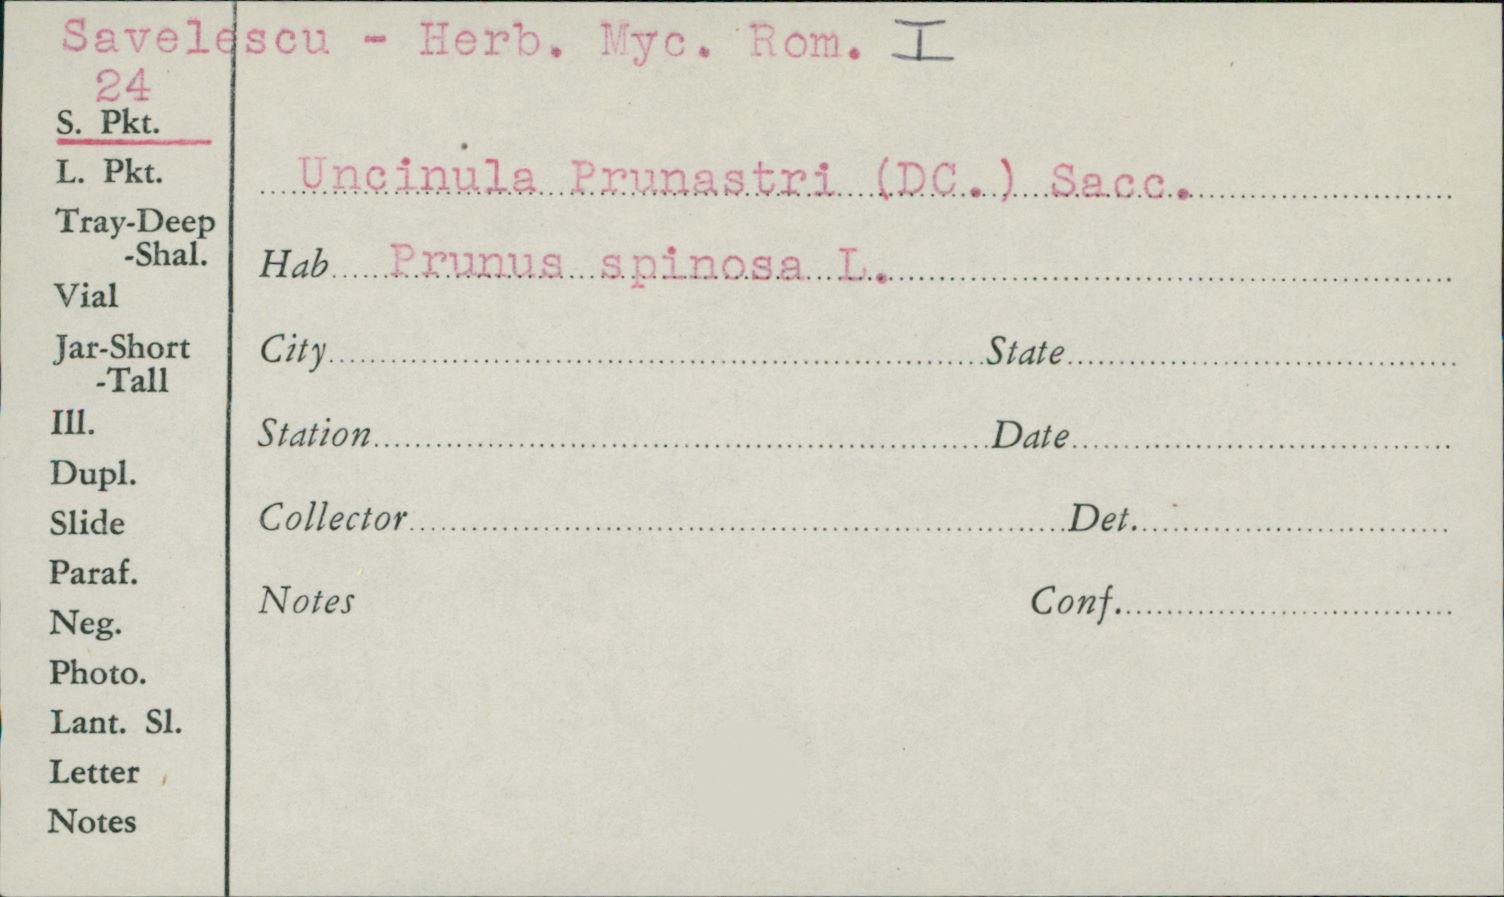 Savelescu - Herb. Myc. Rom. I
24
S. Pkt.
L. Pkt.
Tray-Deep
-Shal.
Vial
Jar-Short
-Tall
Ill.
Dupl.
Slide
Paraf.
Neg.
Photo.
Lant. Sl.
Letter
Notes
Uncinula Prunastri (DC.) Sacc.
Hab Prunus spinosa L.
City State
Station Date
Collector Det.
Notes Conf.